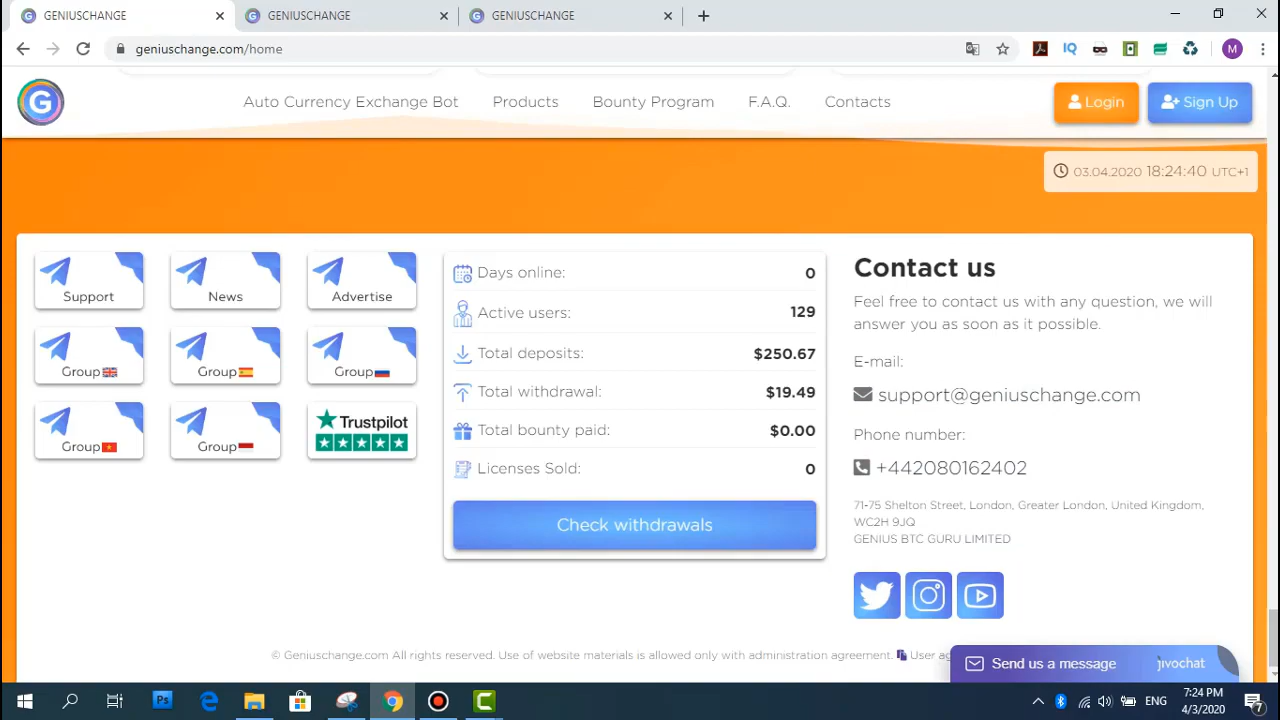 GENIUSCHANGE
GENIUSCHANGE
GENIUSCHANGE
geniuschange.com/home
IQ
M
G
Auto Currency Exchange Bot
Products
Bounty Program
F.A.Q.
Contacts
Login
Sign Up
03.04.2020 18:24:40 UTC+1
Support
News
Advertise
Group
Group
Group
Group
Group
Trustpilot
Days online: 0
Active users: 129
Total deposits: $250.67
Total withdrawal: $19.49
Total bounty paid: $0.00
Licenses Sold: 0
Check withdrawals
Contact us
Feel free to contact us with any question, we will
answer you as soon as it possible.
E-mail:
support@geniuschange.com
Phone number:
+442080162402
71-75 Shelton Street, London, Greater London, United Kingdom,
WC2H 9JQ
GENIUS BTC GURU LIMITED
© Geniuschange.com All rights reserved. Use of website materials is allowed only with administration agreement. User ag
Send us a message
jivochat
Ps
ENG
7:24 PM
4/3/2020
7